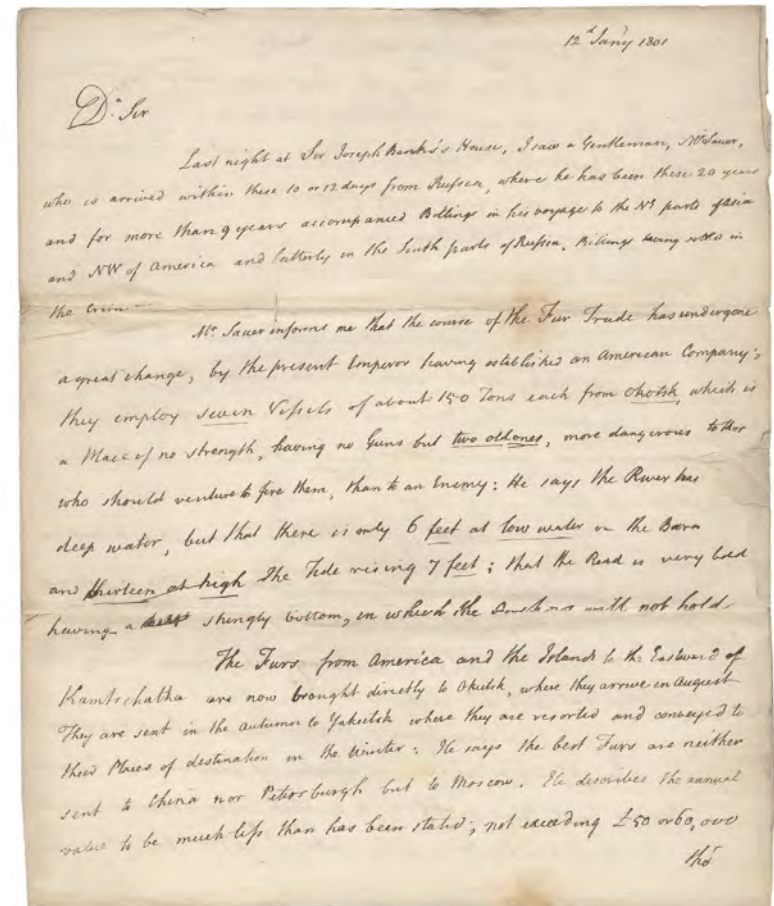 12th Jany 1801
Dr. Sir
Last night at Sir Joseph Banks's House, I saw a Gentleman, Mr Sauer,
who is arrived within these 10 or 12 days from Russia, where he has been these 20 years
and for more than 9 years accompanied Billings in his voyage to the NE parts of Asia
and NW of America and latterly in the South parts of Russia, Billings having settled in
the Crim
Mr. Sauer informs me that the course of the Fur Trade has undergone
a great change, by the present Emperor having established an American Company;
they employ seven Vessels of about 150 Tons each from Okotsk, which is
a Place of no strength, having no Guns but two old ones, more dangerous to those
who should venture to fire them, than to an Enemy: He says the River has
deep water, but that there is only 6 feet at low water on the Barr
and thirteen at high The Tide rising 7 feet; that the Road is very bad
having a shingly bottom, in which the will not hold
The Furs from America and the Islands to the Eastward of
Kamtschatka are now brought directly to Okotsk, where they arrive in August
They are sent in the Autumn to Yakutsk where they are resorted and conveyed to
their Places of destination in the Winter: He says the best Furs are neither
sent to China nor Petersburgh but to Moscow. He describes the annual
value to be much less than has been stated; not exceeding £50 or 60,000
tho'